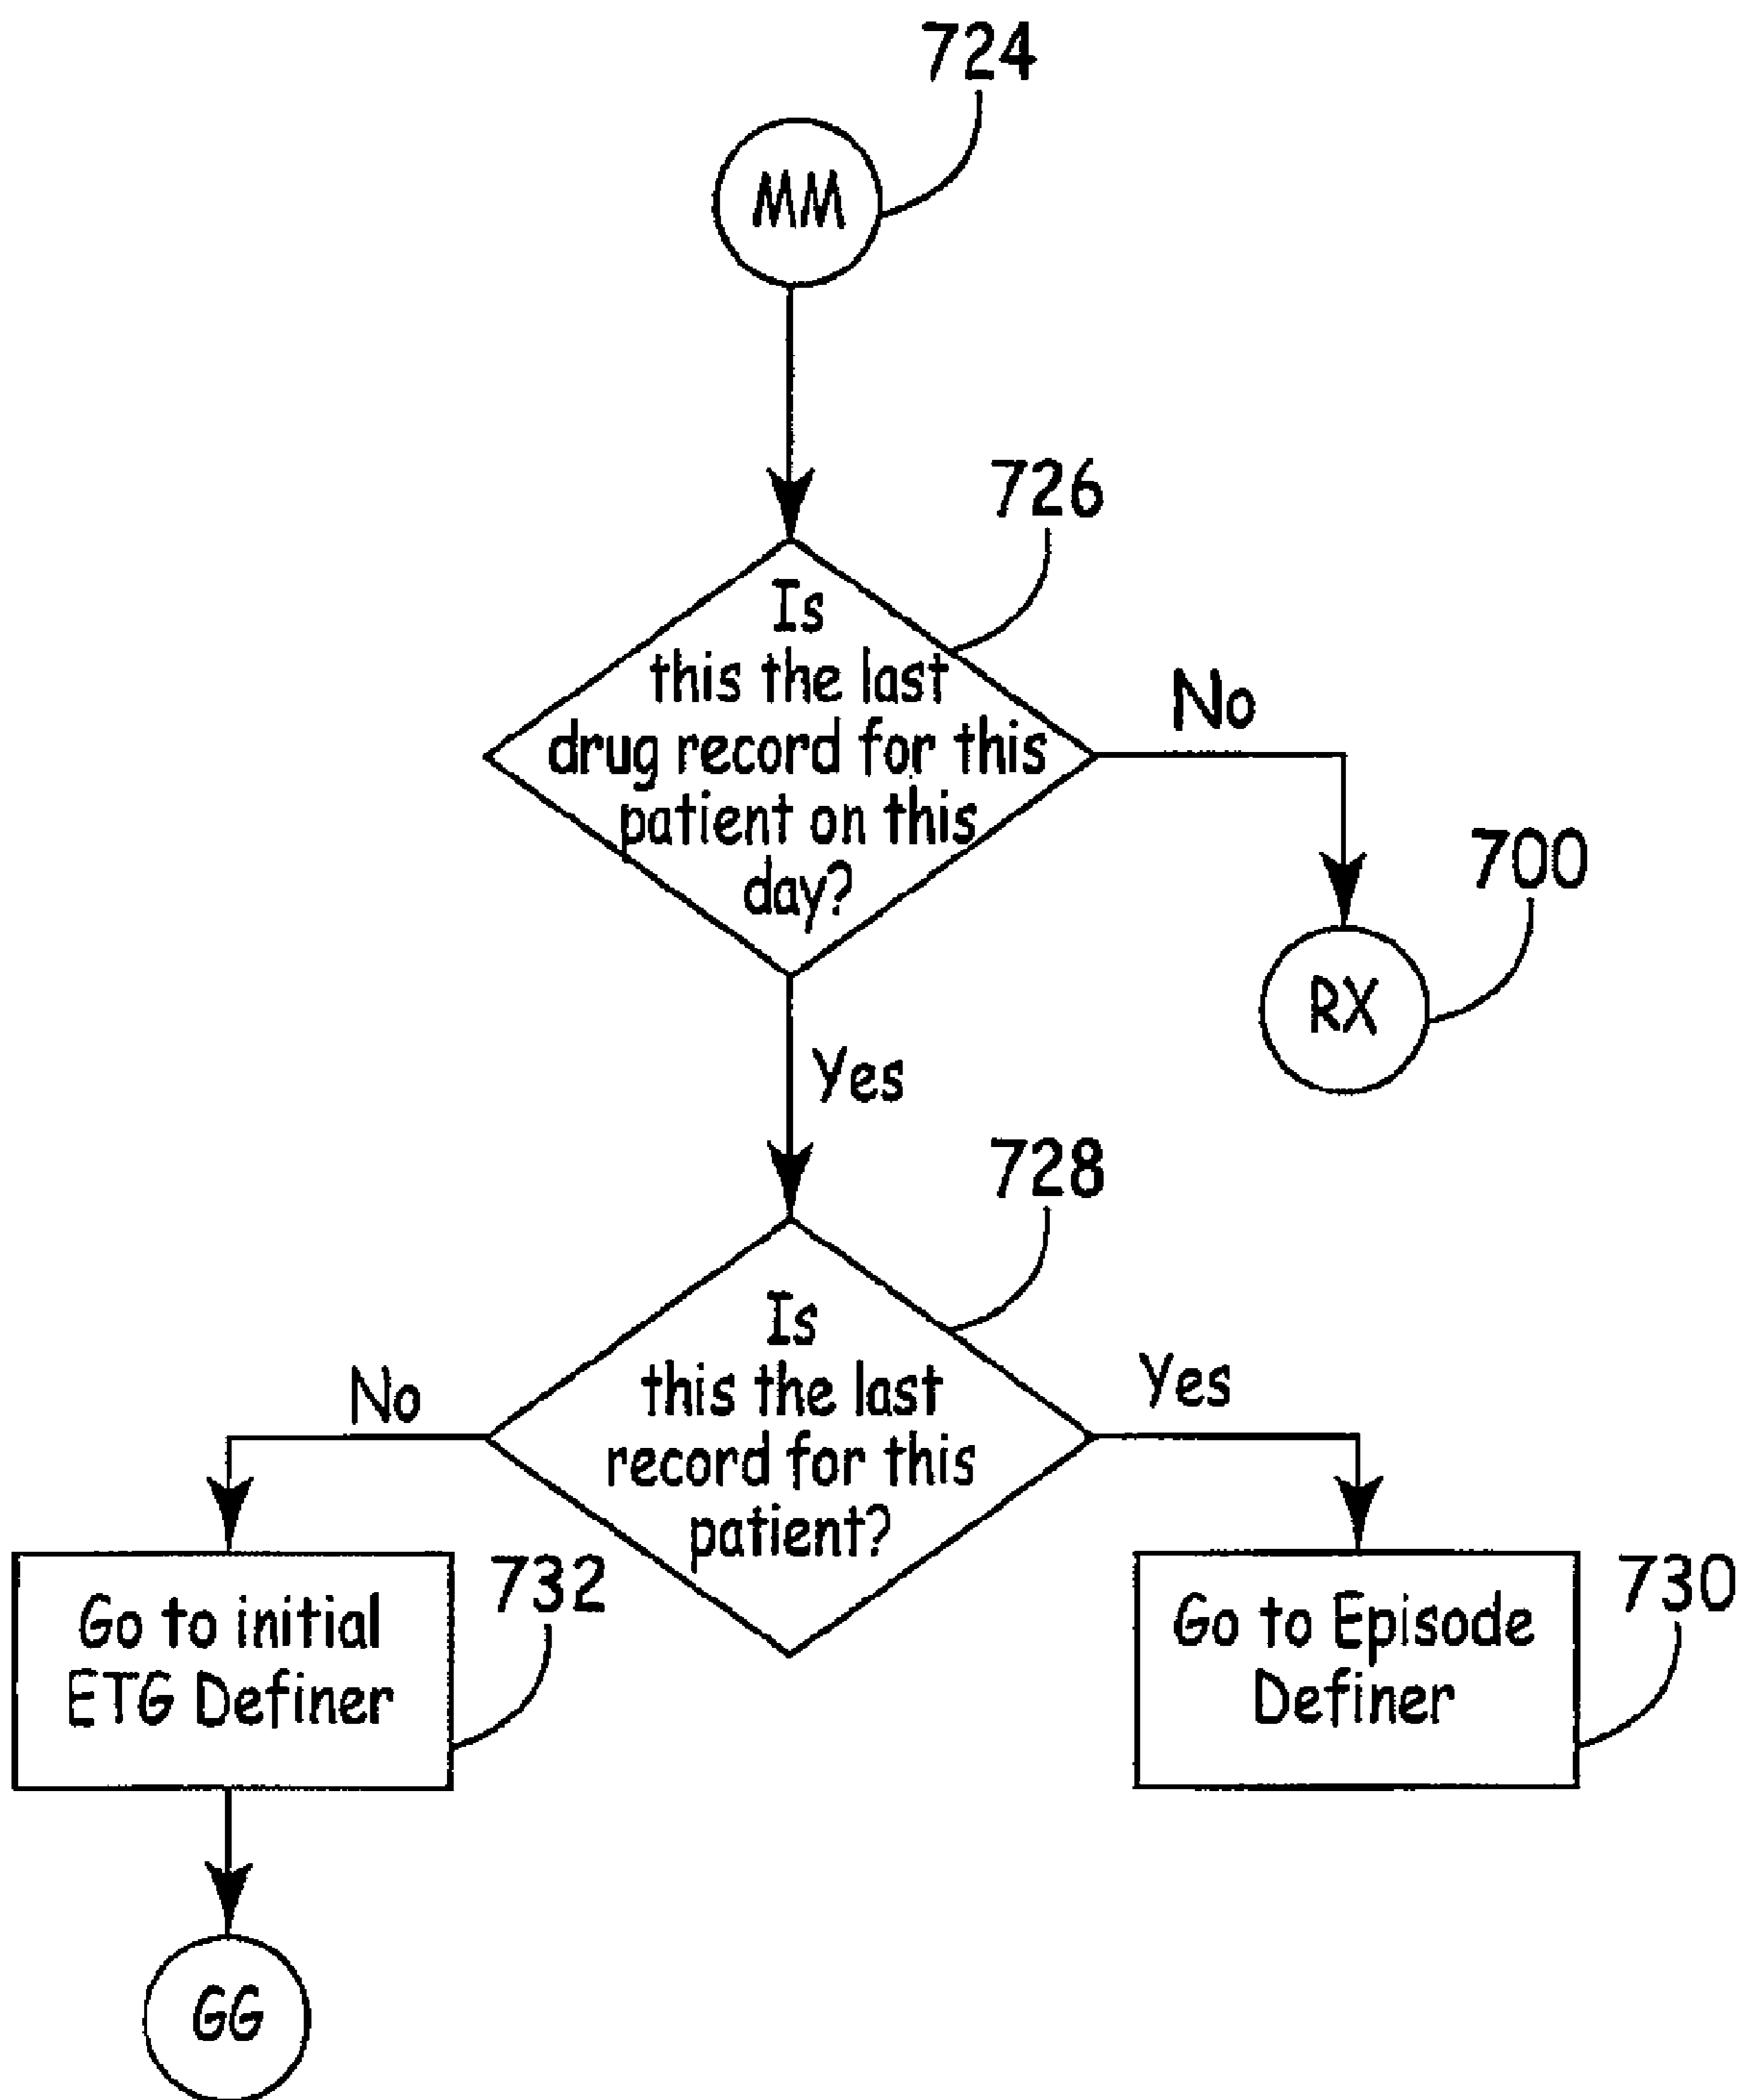 724
MM
726
Is
this the last
drug record for this
patient on this
day?
No
700
RX
Yes
728
Is
this the last
record for this
patient?
No
Yes
732
Go to initial
ETG Definer
730
Go to Episode
Definer
GG